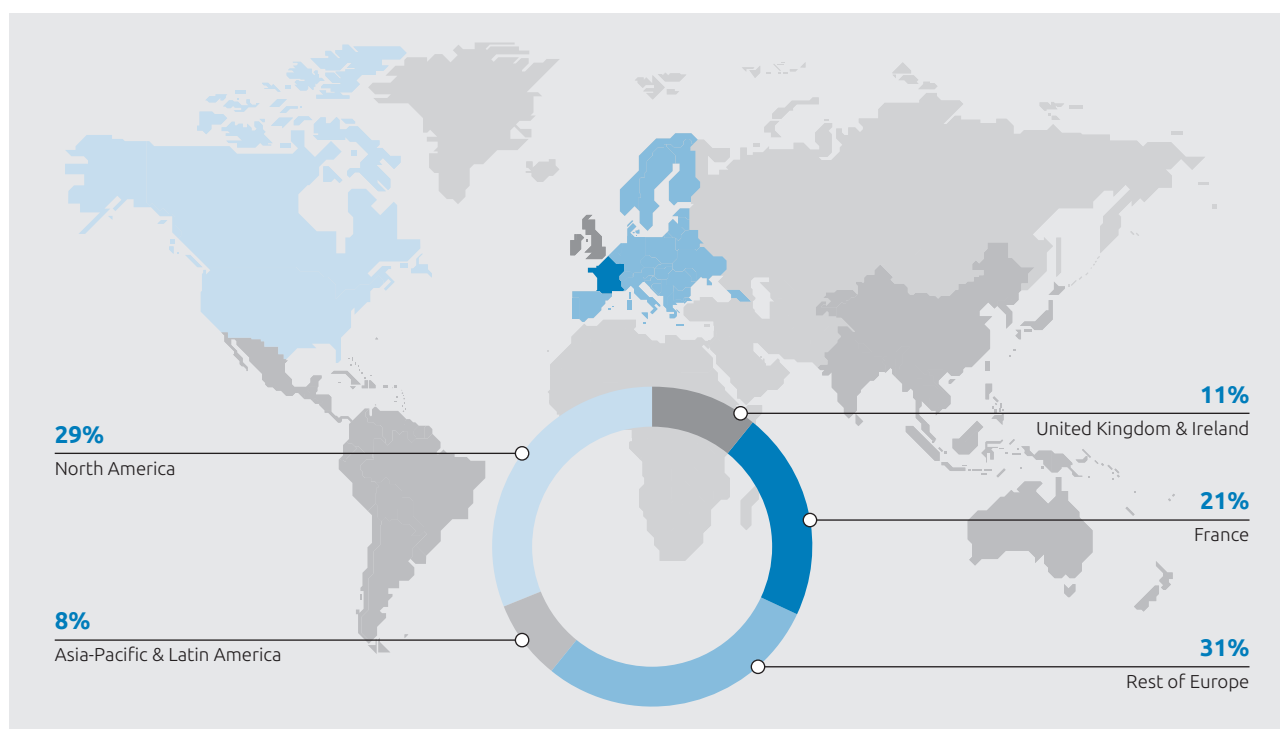 11%
United Kingdom & Ireland
29%
North America
21%
France
8%
Asia-Pacific & Latin America
31%
Rest of Europe